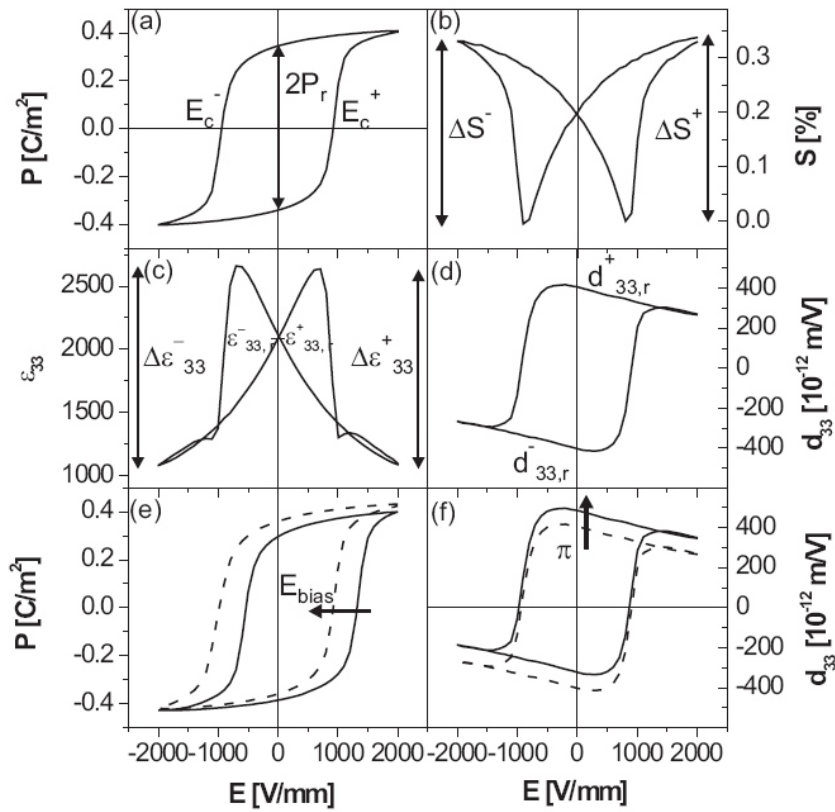 (a)
P [C/m²]
0.4
0.2
0.0
-0.2
-0.4
E_c^-
2P_r
E_c^+
(b)
ΔS^-
ΔS^+
0.3
0.2
0.1
0.0
S [%]
(c)
ε_33
2500
2000
1500
1000
Δε^-_33
ε^-_33,r
ε^+_33,r
Δε^+_33
(d)
d^+_33,r
d^-_33,r
400
200
0
-200
-400
d_33 [10^-12 m/V]
(e)
P [C/m²]
0.4
0.2
0.0
-0.2
-0.4
E_bias
(f)
π
400
200
0
-200
-400
d_33 [10^-12 m/V]
-2000 -1000 0 1000 2000
-2000 -1000 0 1000 2000
E [V/mm]
E [V/mm]